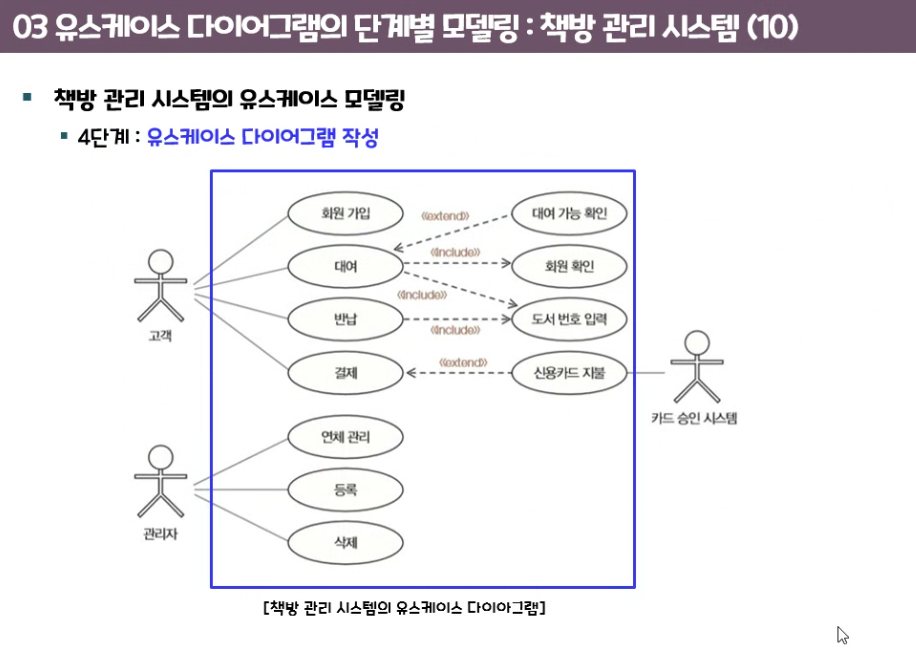 03 유스케이스 다이어그램의 단계별 모델링 : 책방 관리 시스템 (10)
책방 관리 시스템의 유스케이스 모델링
4단계 : 유스케이스 다이어그램 작성
회원 가입
«extend»
대여 가능 확인
대여
«include»
회원 확인
고객
«include»
반납
도서 번호 입력
«include»
결제
«extend»
신용카드 지불
카드 승인 시스템
연체 관리
등록
관리자
삭제
[책방 관리 시스템의 유스케이스 다이아그램]